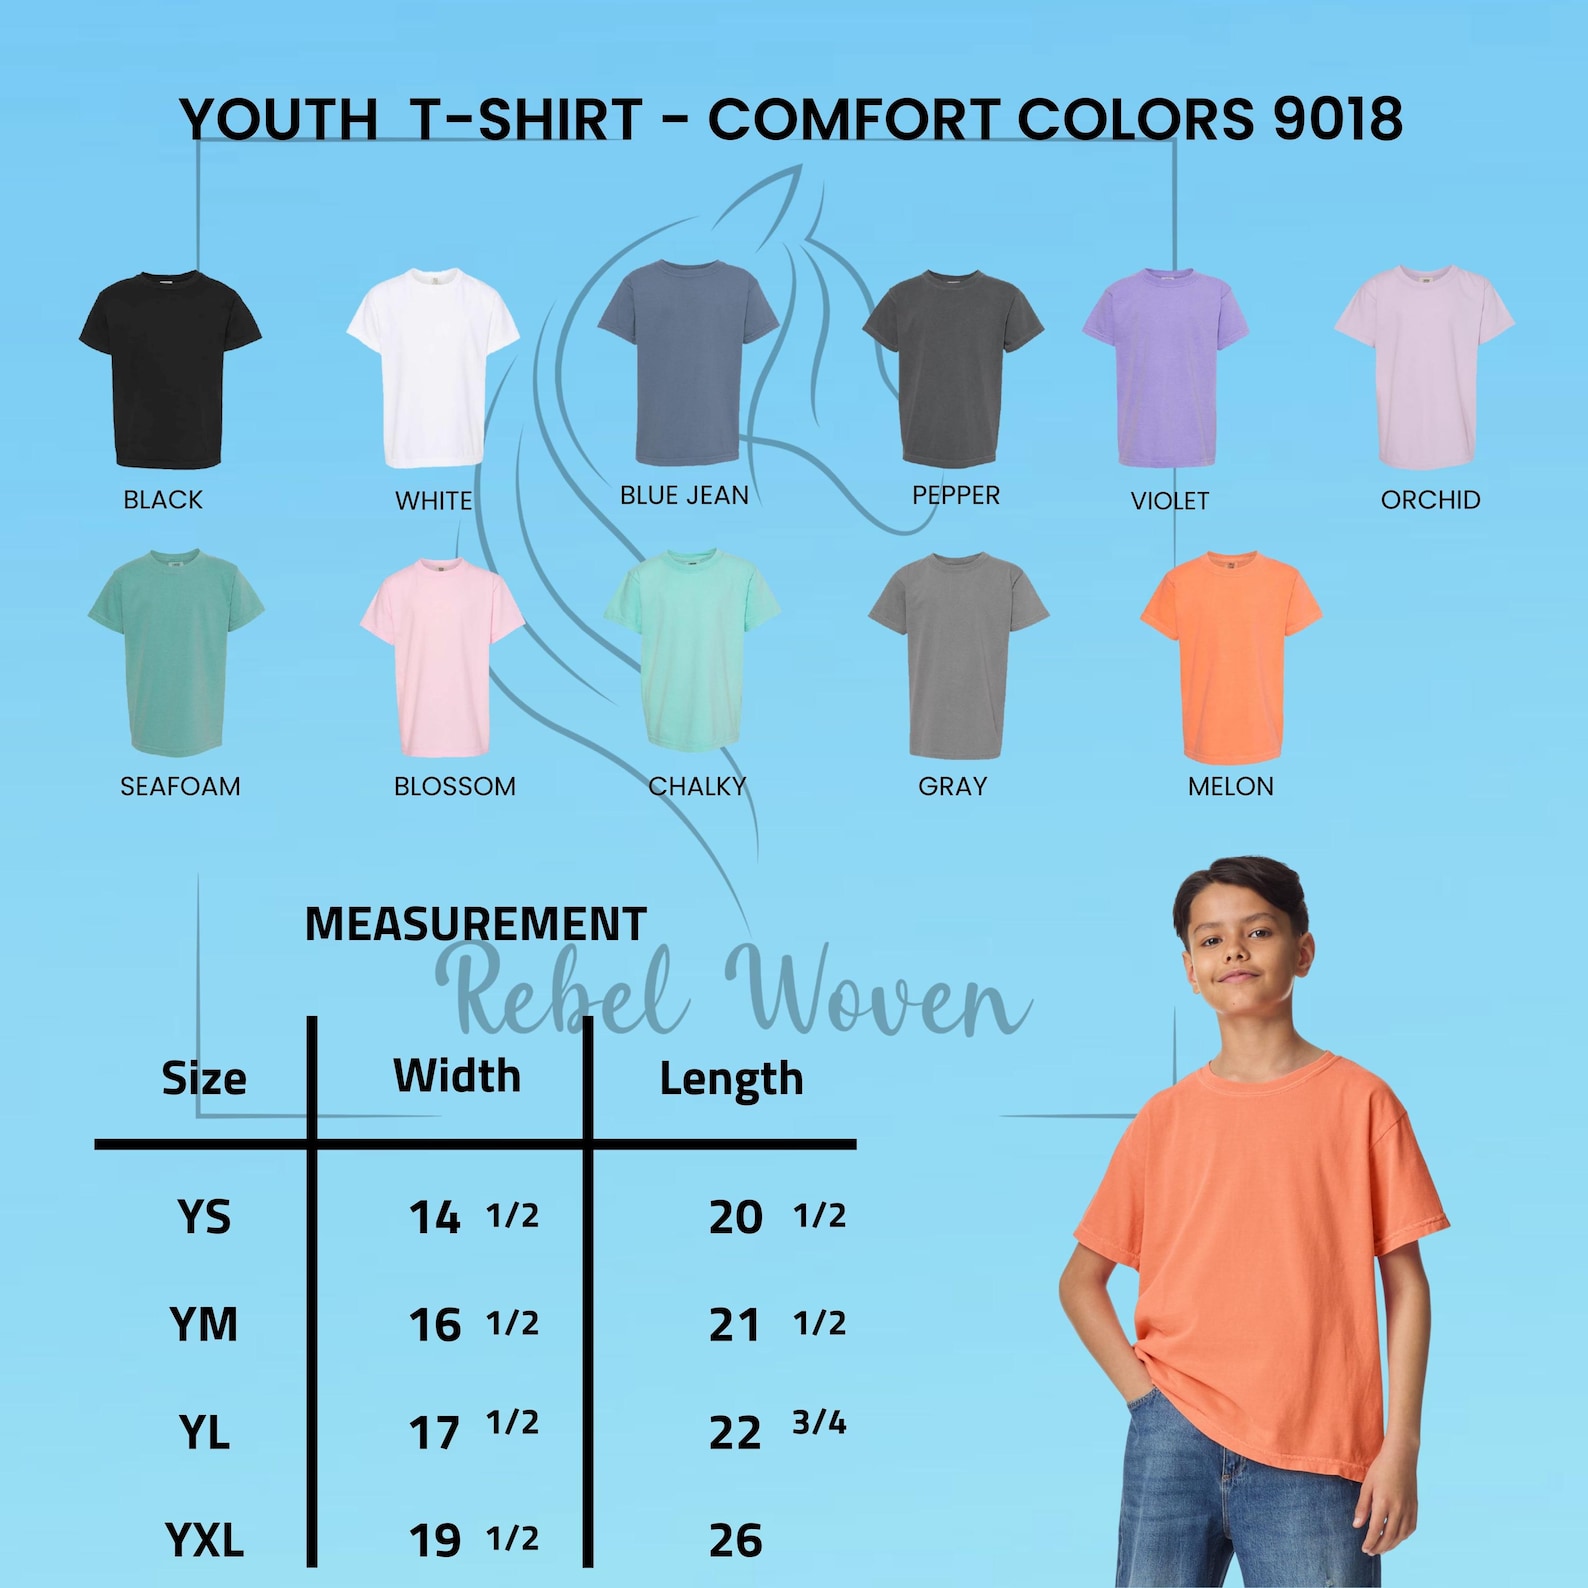 YOUTH T-SHIRT - COMFORT COLORS 9018
BLACK
WHITE
BLUE JEAN
PEPPER
VIOLET
ORCHID
SEAFOAM
BLOSSOM
CHALKY
GRAY
MELON
MEASUREMENT
Rebel Woven
Size Width Length
YS 14 1/2 20 1/2
YM 16 1/2 21 1/2
YL 17 1/2 22 3/4
YXL 19 1/2 26